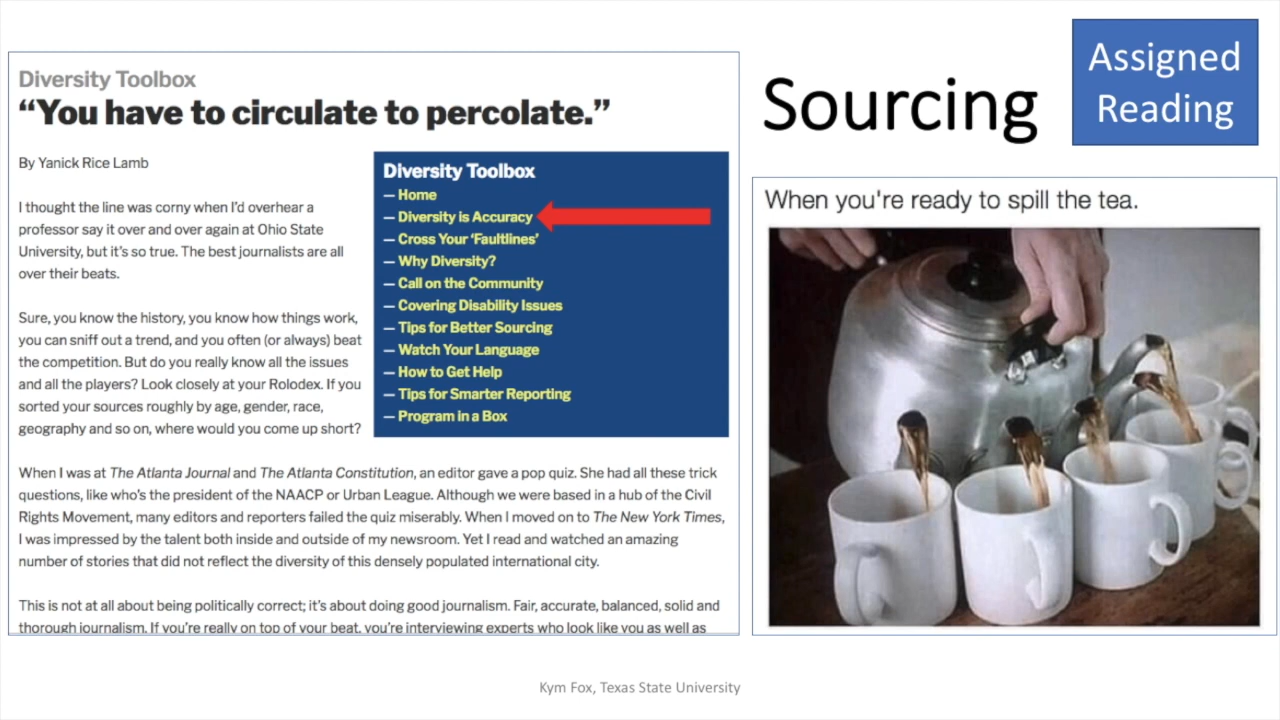 Diversity Toolbox
“You have to circulate to percolate.”
By Yanick Rice Lamb
I thought the line was corny when I’d overhear a
professor say it over and over again at Ohio State
University, but it’s so true. The best journalists are all
over their beats.
Sure, you know the history, you know how things work,
you can sniff out a trend, and you often (or always) beat
the competition. But do you really know all the issues
and all the players? Look closely at your Rolodex. If you
sorted your sources roughly by age, gender, race,
geography and so on, where would you come up short?
Diversity Toolbox
— Home
— Diversity is Accuracy
— Cross Your ‘Faultlines’
— Why Diversity?
— Call on the Community
— Covering Disability Issues
— Tips for Better Sourcing
— Watch Your Language
— How to Get Help
— Tips for Smarter Reporting
— Program in a Box
When I was at The Atlanta Journal and The Atlanta Constitution, an editor gave a pop quiz. She had all these trick
questions, like who’s the president of the NAACP or Urban League. Although we were based in a hub of the Civil
Rights Movement, many editors and reporters failed the quiz miserably. When I moved on to The New York Times,
I was impressed by the talent both inside and outside of my newsroom. Yet I read and watched an amazing
number of stories that did not reflect the diversity of this densely populated international city.
This is not at all about being politically correct; it’s about doing good journalism. Fair, accurate, balanced, solid and
thorough journalism. If you’re really on top of your beat, you’re interviewing experts who look like you as well as
Sourcing
Assigned
Reading
When you're ready to spill the tea.
Kym Fox, Texas State University